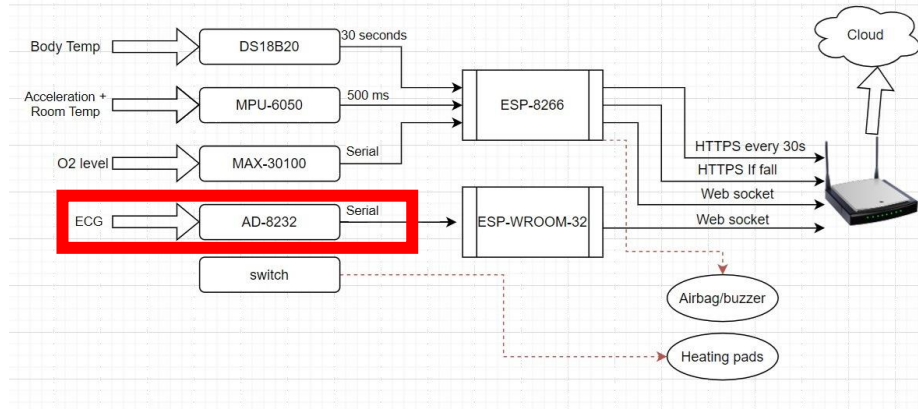 Body Temp
DS18B20
30 seconds
Cloud
Acceleration +
Room Temp
MPU-6050
500 ms
ESP-8266
HTTPS every 30s
O2 level
MAX-30100
Serial
HTTPS If fall
Web socket
ECG
AD-8232
Serial
ESP-WROOM-32
Web socket
switch
Airbag/buzzer
Heating pads